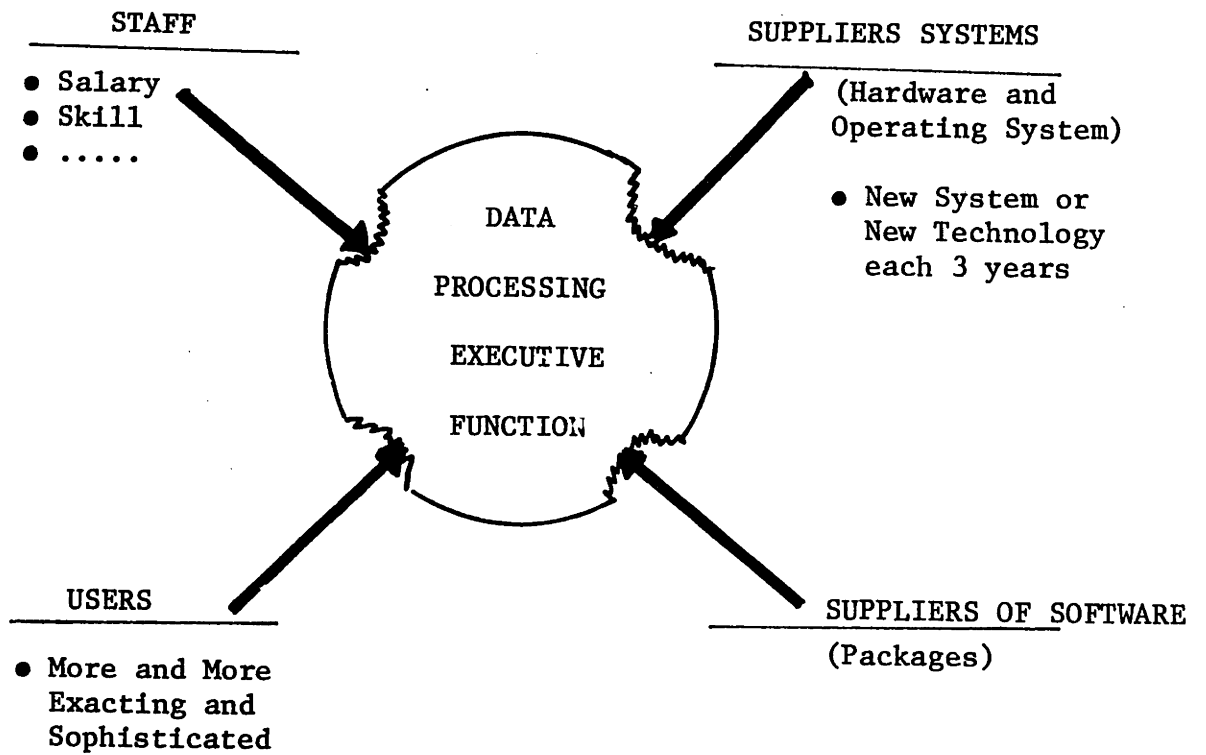 STAFF
• Salary
• Skill
• .....
SUPPLIERS SYSTEMS
(Hardware and
Operating System)
• New System or
New Technology
each 3 years
DATA
PROCESSING
EXECUTIVE
FUNCTION
USERS
• More and More
Exacting and
Sophisticated
SUPPLIERS OF SOFTWARE
(Packages)